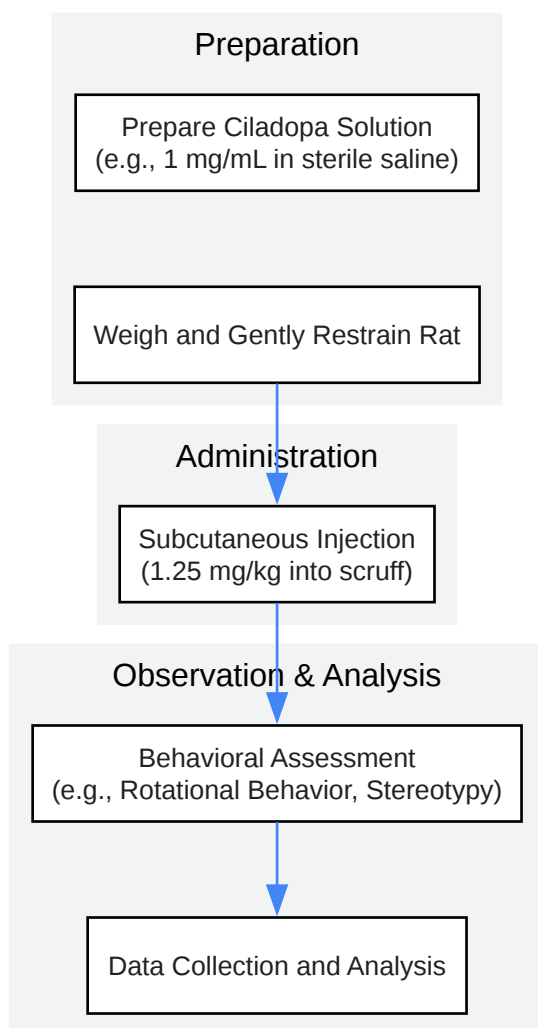 Preparation
Prepare Ciladopa Solution
(e.g., 1 mg/mL in sterile saline)
Weigh and Gently Restrain Rat
Administration
Subcutaneous Injection
(1.25 mg/kg into scruff)
Observation & Analysis
Behavioral Assessment
(e.g., Rotational Behavior, Stereotypy)
Data Collection and Analysis